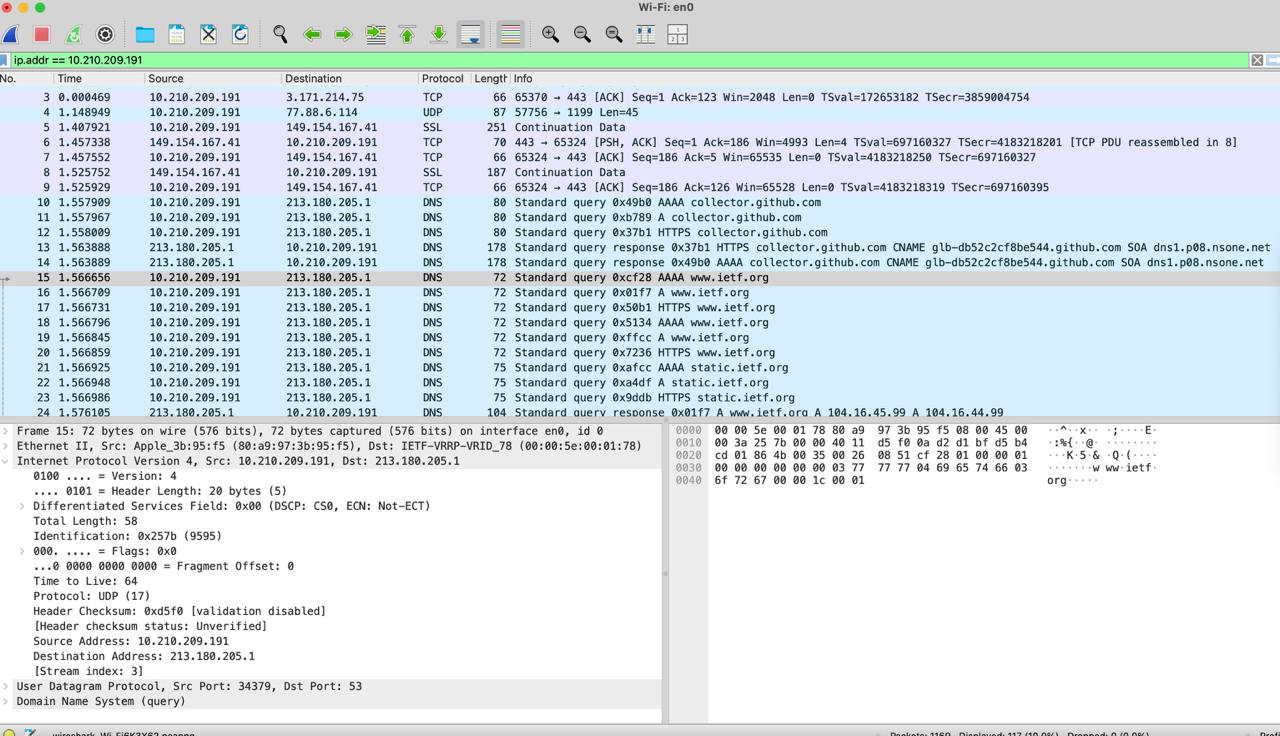 Wi-Fi: en0
ip.addr == 10.210.209.191
No. Time Source Destination Protocol Length Info
3 0.000469 10.210.209.191 3.171.214.75 TCP 66 65370 → 443 [ACK] Seq=1 Ack=123 Win=2048 Len=0 TSval=172653182 TSecr=3859004754
4 1.148949 10.210.209.191 77.88.6.114 UDP 87 57756 → 1199 Len=45
5 1.407921 10.210.209.191 149.154.167.41 SSL 251 Continuation Data
6 1.457338 149.154.167.41 10.210.209.191 TCP 70 443 → 65324 [PSH, ACK] Seq=1 Ack=186 Win=4993 Len=4 TSval=697160327 TSecr=4183218201 [TCP PDU reassembled in 8]
7 1.457552 10.210.209.191 149.154.167.41 TCP 66 65324 → 443 [ACK] Seq=186 Ack=5 Win=65535 Len=0 TSval=4183218250 TSecr=697160327
8 1.525752 149.154.167.41 10.210.209.191 SSL 187 Continuation Data
9 1.525929 10.210.209.191 149.154.167.41 TCP 66 65324 → 443 [ACK] Seq=186 Ack=126 Win=65528 Len=0 TSval=4183218319 TSecr=697160395
10 1.557909 10.210.209.191 213.180.205.1 DNS 80 Standard query 0x49b0 AAAA collector.github.com
11 1.557967 10.210.209.191 213.180.205.1 DNS 80 Standard query 0xb789 A collector.github.com
12 1.558009 10.210.209.191 213.180.205.1 DNS 80 Standard query 0x37b1 HTTPS collector.github.com
13 1.563888 213.180.205.1 10.210.209.191 DNS 178 Standard query response 0x37b1 HTTPS collector.github.com CNAME glb-db52c2cf8be544.github.com SOA dns1.p08.nsone.net
14 1.563889 213.180.205.1 10.210.209.191 DNS 178 Standard query response 0x49b0 AAAA collector.github.com CNAME glb-db52c2cf8be544.github.com SOA dns1.p08.nsone.net
15 1.566656 10.210.209.191 213.180.205.1 DNS 72 Standard query 0xcf28 AAAA www.ietf.org
16 1.566709 10.210.209.191 213.180.205.1 DNS 72 Standard query 0x01f7 A www.ietf.org
17 1.566731 10.210.209.191 213.180.205.1 DNS 72 Standard query 0x50b1 HTTPS www.ietf.org
18 1.566796 10.210.209.191 213.180.205.1 DNS 72 Standard query 0x5134 AAAA www.ietf.org
19 1.566845 10.210.209.191 213.180.205.1 DNS 72 Standard query 0xffcc A www.ietf.org
20 1.566859 10.210.209.191 213.180.205.1 DNS 72 Standard query 0x7236 HTTPS www.ietf.org
21 1.566925 10.210.209.191 213.180.205.1 DNS 75 Standard query 0xafcc AAAA static.ietf.org
22 1.566948 10.210.209.191 213.180.205.1 DNS 75 Standard query 0xa4df A static.ietf.org
23 1.566986 10.210.209.191 213.180.205.1 DNS 75 Standard query 0x9ddb HTTPS static.ietf.org
24 1.576105 213.180.205.1 10.210.209.191 DNS 104 Standard query response 0x01f7 A www.ietf.org A 104.16.45.99 A 104.16.44.99
Frame 15: 72 bytes on wire (576 bits), 72 bytes captured (576 bits) on interface en0, id 0
Ethernet II, Src: Apple_3b:95:f5 (80:a9:97:3b:95:f5), Dst: IETF-VRRP-VRID_78 (00:00:5e:00:01:78)
Internet Protocol Version 4, Src: 10.210.209.191, Dst: 213.180.205.1
0100 .... = Version: 4
.... 0101 = Header Length: 20 bytes (5)
Differentiated Services Field: 0x00 (DSCP: CS0, ECN: Not-ECT)
Total Length: 58
Identification: 0x257b (9595)
000. .... = Flags: 0x0
...0 0000 0000 0000 = Fragment Offset: 0
Time to Live: 64
Protocol: UDP (17)
Header Checksum: 0xd5f0 [validation disabled]
[Header checksum status: Unverified]
Source Address: 10.210.209.191
Destination Address: 213.180.205.1
[Stream index: 3]
User Datagram Protocol, Src Port: 34379, Dst Port: 53
Domain Name System (query)
0000 00 00 5e 00 01 78 80 a9 97 3b 95 f5 08 00 45 00 ··^··x·· ·;····E·
0010 00 3a 25 7b 00 00 40 11 d5 f0 0a d2 d1 bf d5 b4 ·:%{··@· ········
0020 cd 01 86 4b 00 35 00 26 08 51 cf 28 01 00 00 01 ···K·5·& ·Q·(····
0030 00 00 00 00 00 00 03 77 77 77 04 69 65 74 66 03 ·······w ww·ietf·
0040 6f 72 67 00 00 1c 00 01 org·····
Packets: 1169 · Displayed: 117 (10.0%) · Dropped: 0 (0.0%)